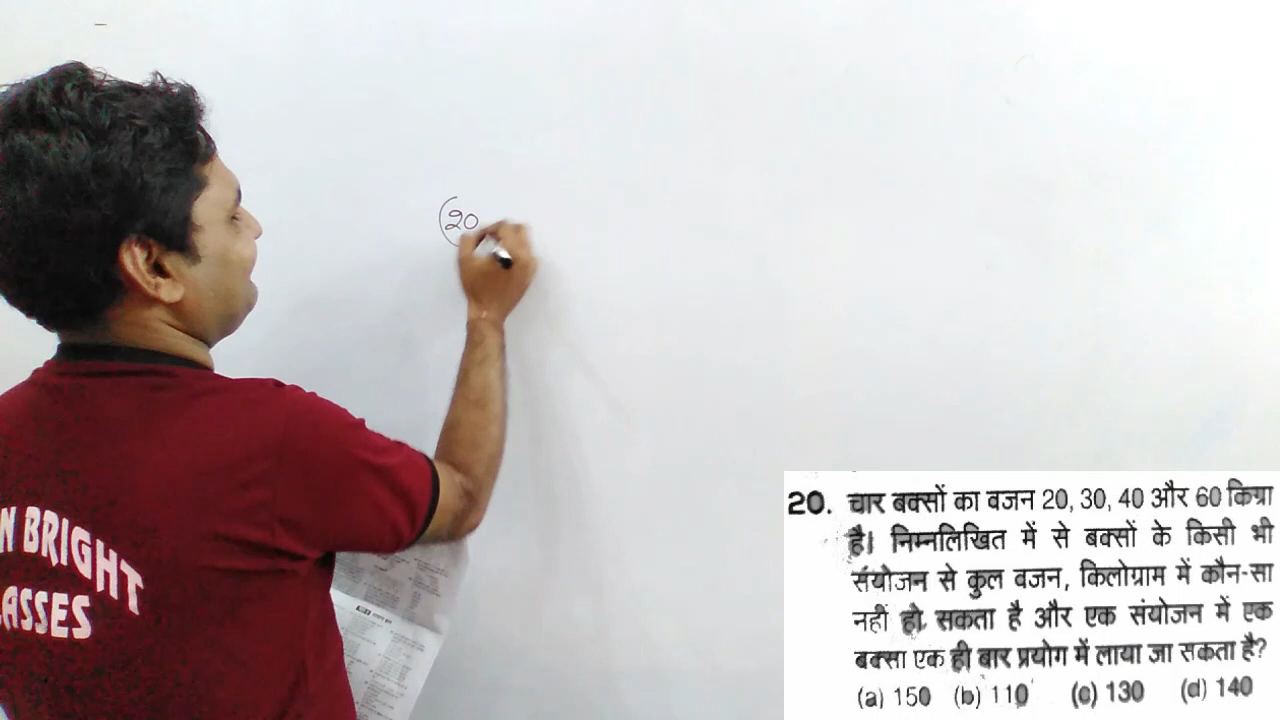 (20
N BRIGHT
ASSES
20. चार बक्सों का वजन 20, 30, 40 और 60 किग्रा
है। निम्नलिखित में से बक्सों के किसी भी
संयोजन से कुल वजन, किलोग्राम में कौन-सा
नहीं हो सकता है और एक संयोजन में एक
बक्सा एक ही बार प्रयोग में लाया जा सकता है?
(a) 150 (b) 110 (c) 130 (d) 140